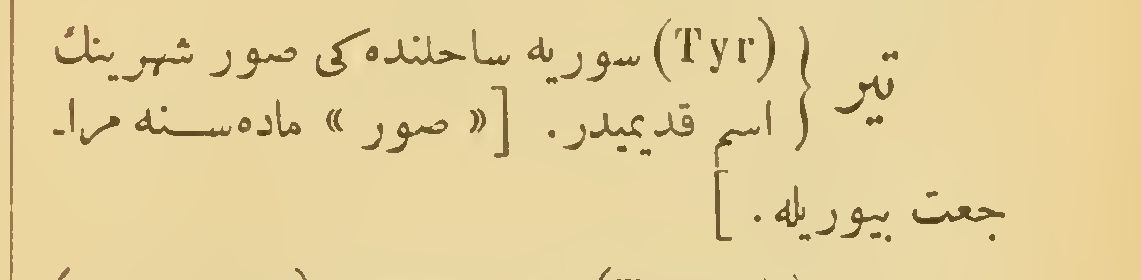 تیر } (Tyr) سوریه ساحلنده‌کی صور شهرینك
اسم قدیمیدر. [« صور » ماده‌سنه مرا-
جعت بیوریله. ]